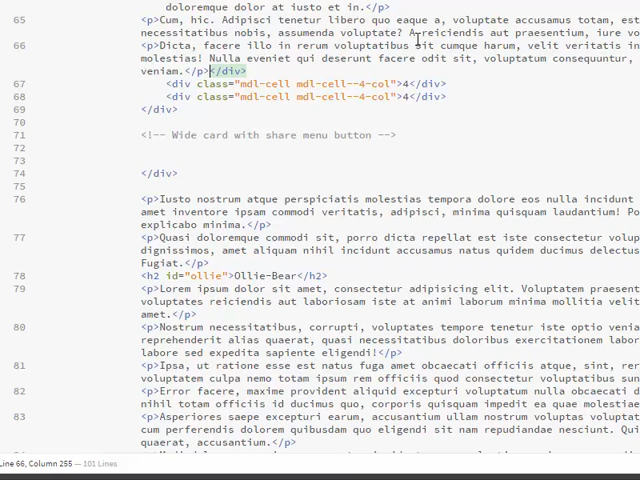 doloremque dolor at iusto et in.</p>
65 <p>Cum, hic. Adipisci tenetur libero quo eaque a, voluptate accusamus totam, est
necessitatibus nobis, assumenda voluptate? A reiciendis aut praesentium, iure vo
66 <p>Dicta, facere illo in rerum voluptatibus sit cumque harum, velit veritatis in
molestias! Nulla eveniet qui deserunt facere odit sit, voluptatum consequuntur,
veniam.</p></div>
67 <div class="mdl-cell mdl-cell--4-col">4</div>
68 <div class="mdl-cell mdl-cell--4-col">4</div>
69 </div>
70
71 <!-- Wide card with share menu button -->
72
73
74 </div>
75
76 <p>Iusto nostrum atque perspiciatis molestias tempora dolore eos nulla incidunt
amet inventore ipsam commodi veritatis, adipisci, minima quisquam laudantium! Po
explicabo minima.</p>
77 <p>Quasi doloremque commodi sit, porro dicta repellat est iste consectetur volup
dignissimos, amet aliquam nihil incidunt consectetur natus quidem ducimus delectus
Fugiat.</p>
78 <h2 id="ollie">Ollie-Bear</h2>
79 <p>Lorem ipsum dolor sit amet, consectetur adipisicing elit. Voluptatem praesent
voluptates reiciendis aut laboriosam iste at animi laborum minima mollitia velit
amet.</p>
80 <p>Nostrum necessitatibus, corrupti, voluptates tempore tenetur iste optio venia
reprehenderit alias quaerat, quasi necessitatibus doloribus exercitationem labor
labore sed expedita sapiente eligendi!</p>
81 <p>Ipsa, ut ratione esse est natus fuga amet obcaecati officiis atque, sint, rer
voluptatem culpa nemo totam ipsum rem officiis quod consectetur voluptatibus sun
82 <p>Error facere, maxime provident aliquid excepturi voluptatum nulla obcaecati d
nihil totam officiis id ducimus quo, corporis quisquam impedit ea magni cumque e
83 <p>Asperiores saepe excepturi earum, accusantium ullam nostrum voluptas voluptat
cum perferendis dolorem quibusdam quo eligendi sit nam repudiandae nesciunt. Qui
quaerat, accusantium.</p>
Line 66, Column 255 — 101 Lines